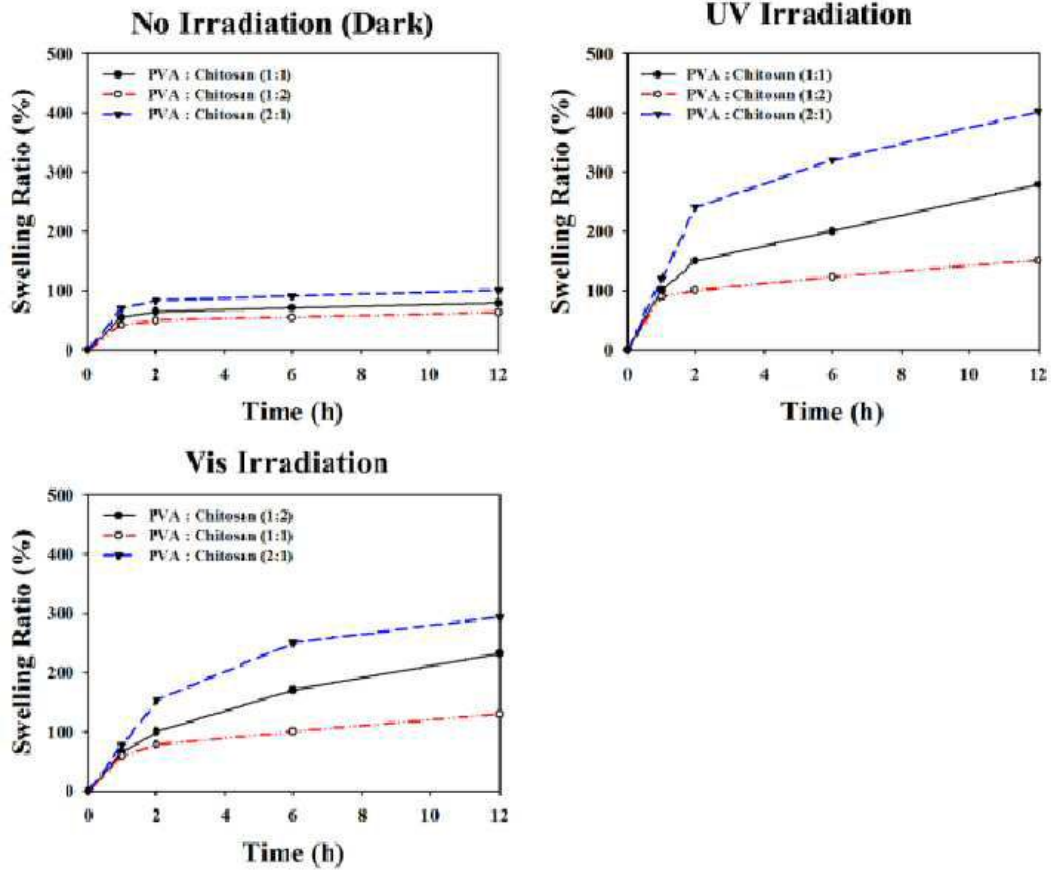 No Irradiation (Dark)
500
400
300
200
100
0
Swelling Ratio (%)
PVA : Chitosan (1:1)
PVA : Chitosan (1:2)
PVA : Chitosan (2:1)
0 2 4 6 8 10 12
Time (h)
UV Irradiation
500
400
300
200
100
0
Swelling Ratio (%)
PVA : Chitosan (1:1)
PVA : Chitosan (1:2)
PVA : Chitosan (2:1)
0 2 4 6 8 10 12
Time (h)
Vis Irradiation
500
400
300
200
100
0
Swelling Ratio (%)
PVA : Chitosan (1:2)
PVA : Chitosan (1:1)
PVA : Chitosan (2:1)
0 2 4 6 8 10 12
Time (h)